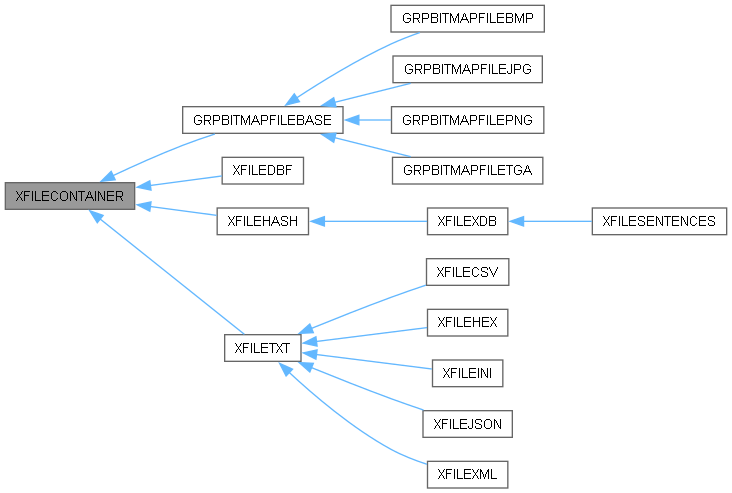 GRPBITMAPFILEBMP
GRPBITMAPFILEJPG
GRPBITMAPFILEBASE
GRPBITMAPFILEPNG
GRPBITMAPFILETGA
XFILEDBF
XFILECONTAINER
XFILEHASH
XFILEXDB
XFILESENTENCES
XFILECSV
XFILEHEX
XFILETXT
XFILEINI
XFILEJSON
XFILEXML